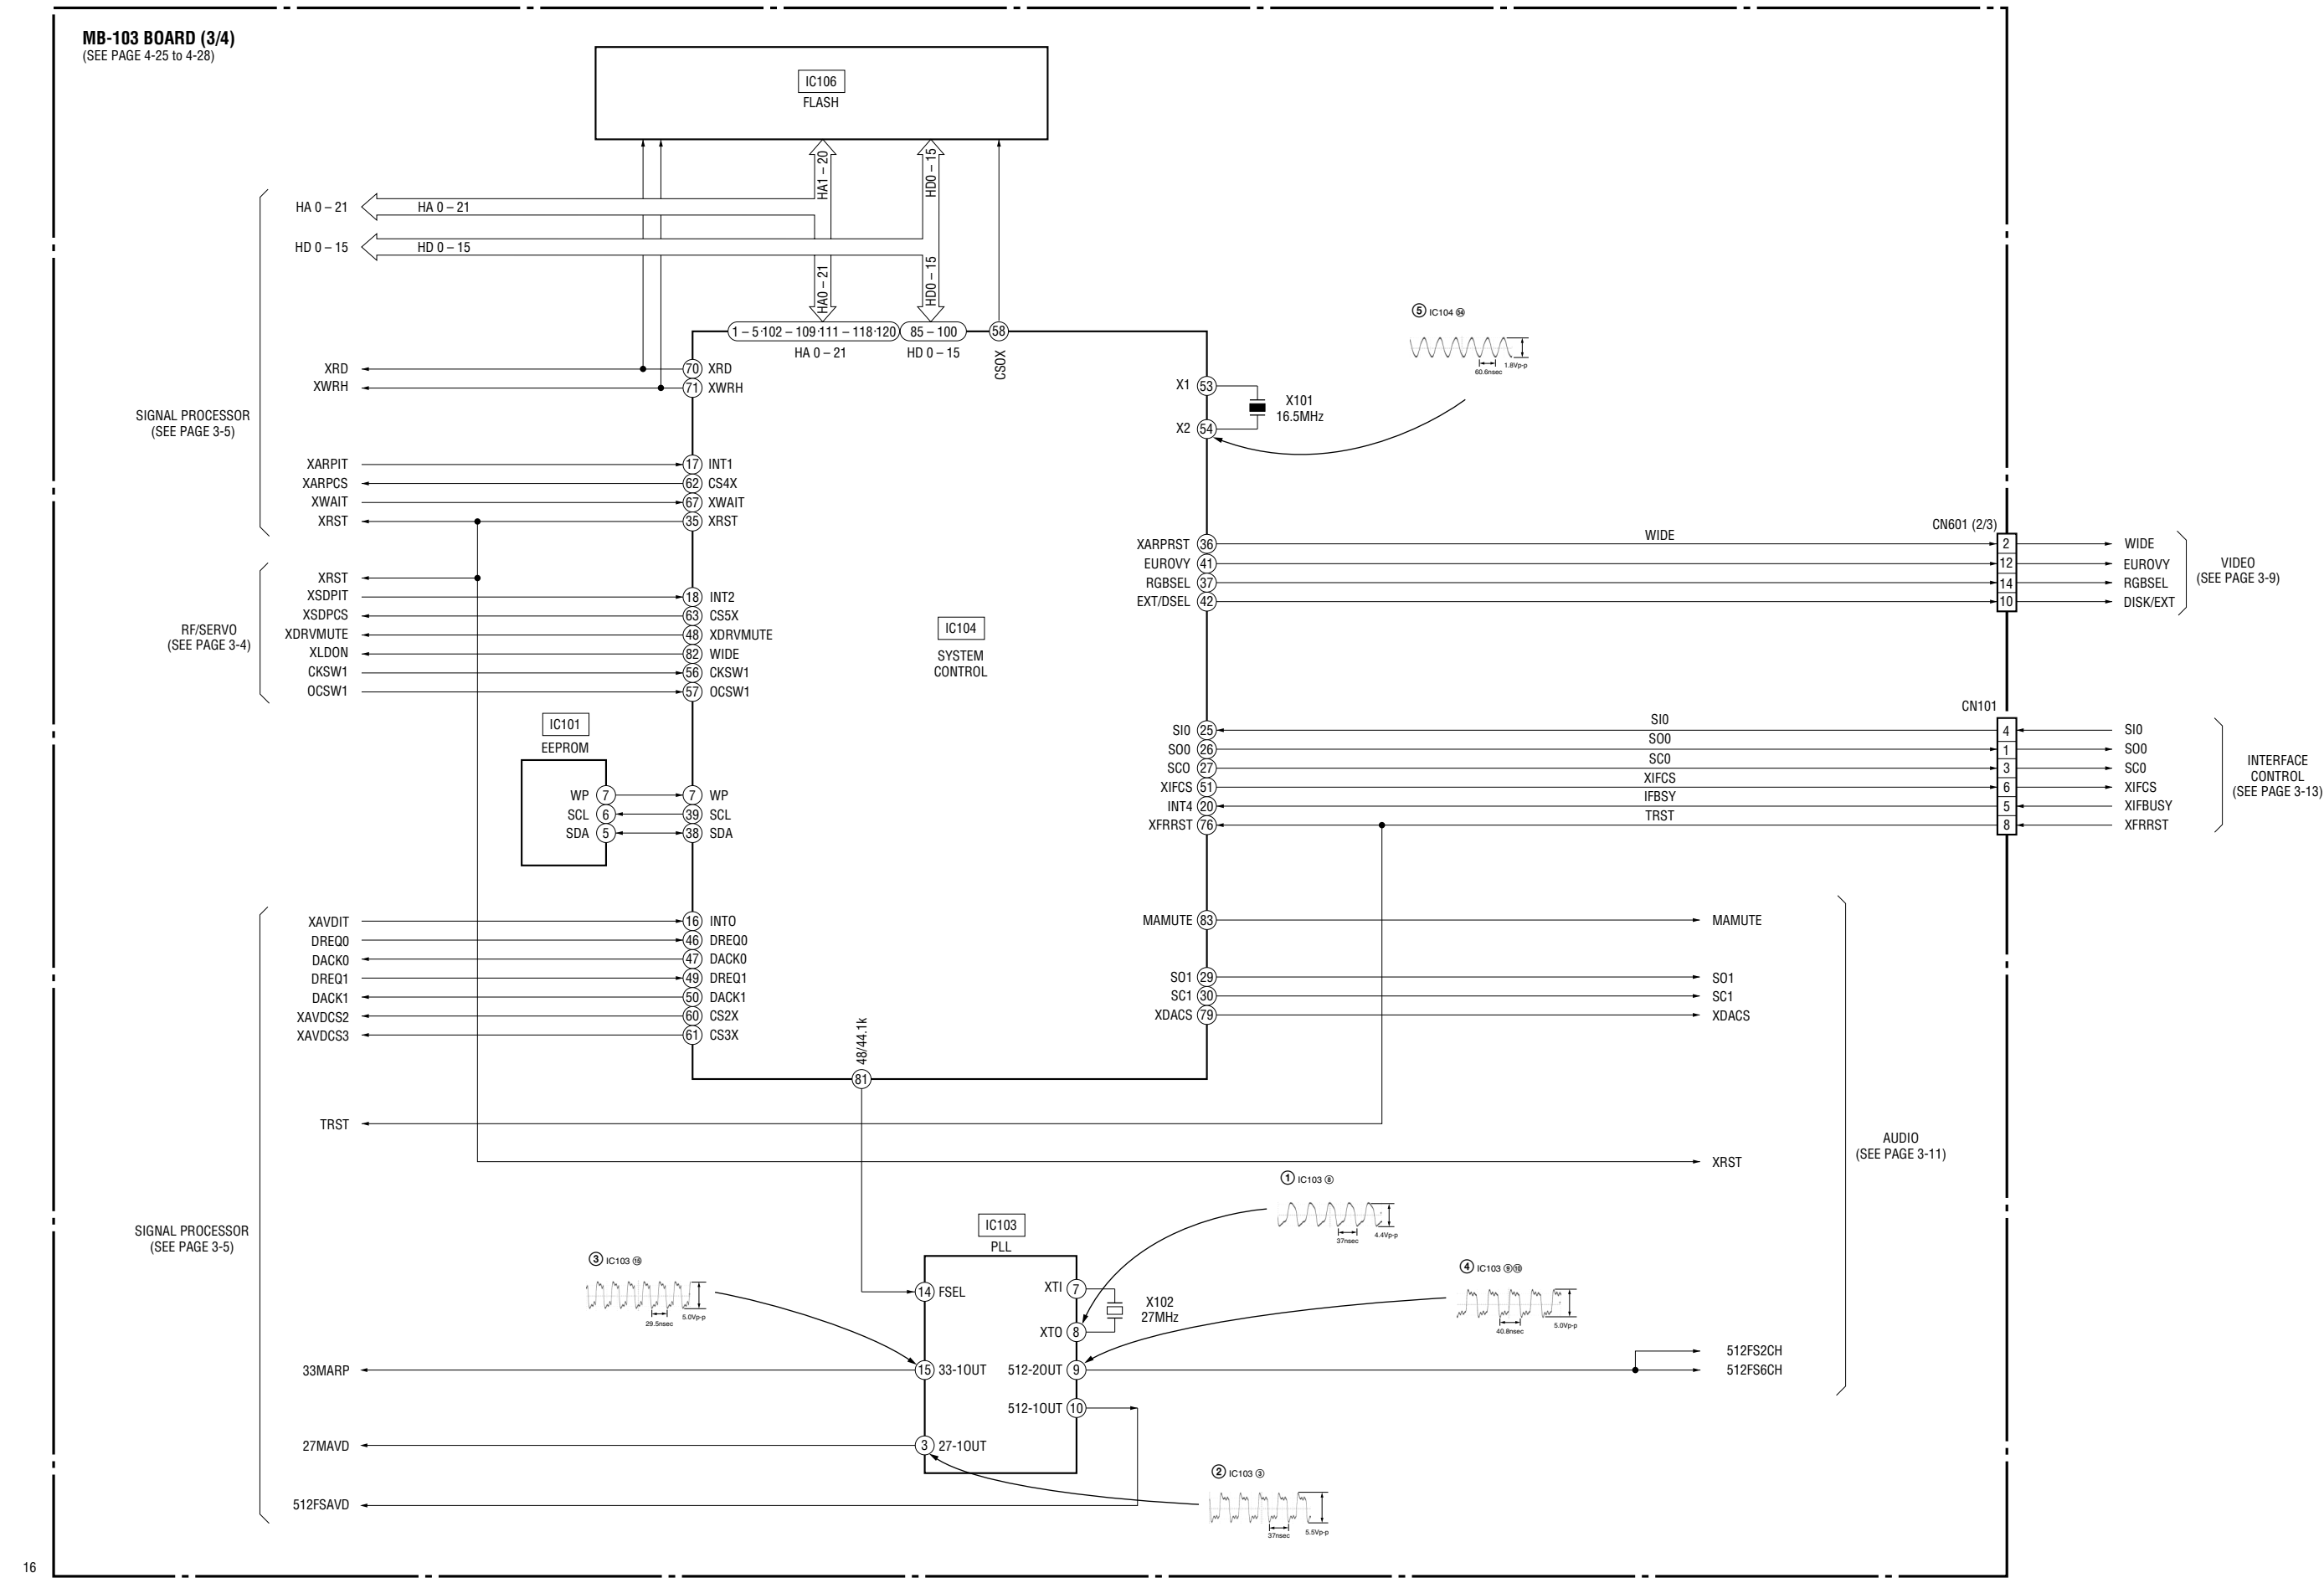 MB-103 BOARD (3/4)
(SEE PAGE 4-25 to 4-28)
IC106
FLASH
HA1 – 20
HD0 – 15
HA 0 – 21
HA 0 – 21
HD 0 – 15
HD 0 – 15
HA0 – 21
HD0 – 15
1 – 5·102 – 109·111 – 118·120
85 – 100
58
HA 0 – 21
HD 0 – 15
CSOX
SIGNAL PROCESSOR
(SEE PAGE 3-5)
XRD
70 XRD
XWRH
71 XWRH
XARPIT
17 INT1
XARPCS
62 CS4X
XWAIT
67 XWAIT
XRST
35 XRST
RF/SERVO
(SEE PAGE 3-4)
XRST
XSDPIT
18 INT2
XSDPCS
63 CS5X
XDRVMUTE
48 XDRVMUTE
XLDON
82 WIDE
CKSW1
56 CKSW1
OCSW1
57 OCSW1
IC104
SYSTEM
CONTROL
X1 53
X2 54
X101
16.5MHz
5 IC104 54
60.6nsec
1.8Vp-p
CN601 (2/3)
XARPRST 36
WIDE
2
WIDE
EUROVY 41
12
EUROVY
RGBSEL 37
14
RGBSEL
EXT/DSEL 42
10
DISK/EXT
VIDEO
(SEE PAGE 3-9)
CN101
SI0 25
SI0
4
SI0
SO0 26
SO0
1
SO0
SCO 27
SC0
3
SC0
XIFCS 51
XIFCS
6
XIFCS
INT4 20
IFBSY
5
XIFBUSY
XFRRST 76
TRST
8
XFRRST
INTERFACE
CONTROL
(SEE PAGE 3-13)
IC101
EEPROM
WP 7
7 WP
SCL 6
39 SCL
SDA 5
38 SDA
XAVDIT
16 INTO
DREQ0
46 DREQ0
DACK0
47 DACK0
DREQ1
49 DREQ1
DACK1
50 DACK1
XAVDCS2
60 CS2X
XAVDCS3
61 CS3X
48/44.1k
81
MAMUTE 83
MAMUTE
SO1 29
SO1
SC1 30
SC1
XDACS 79
XDACS
TRST
XRST
AUDIO
(SEE PAGE 3-11)
SIGNAL PROCESSOR
(SEE PAGE 3-5)
1 IC103 8
37nsec
4.4Vp-p
IC103
PLL
3 IC103 15
29.5nsec
5.0Vp-p
4 IC103 9 10
40.8nsec
5.0Vp-p
14 FSEL
XTI 7
XTO 8
X102
27MHz
33MARP
15 33-1OUT
512-2OUT 9
512FS2CH
512FS6CH
512-1OUT 10
27MAVD
3 27-1OUT
2 IC103 3
37nsec
5.5Vp-p
512FSAVD
16